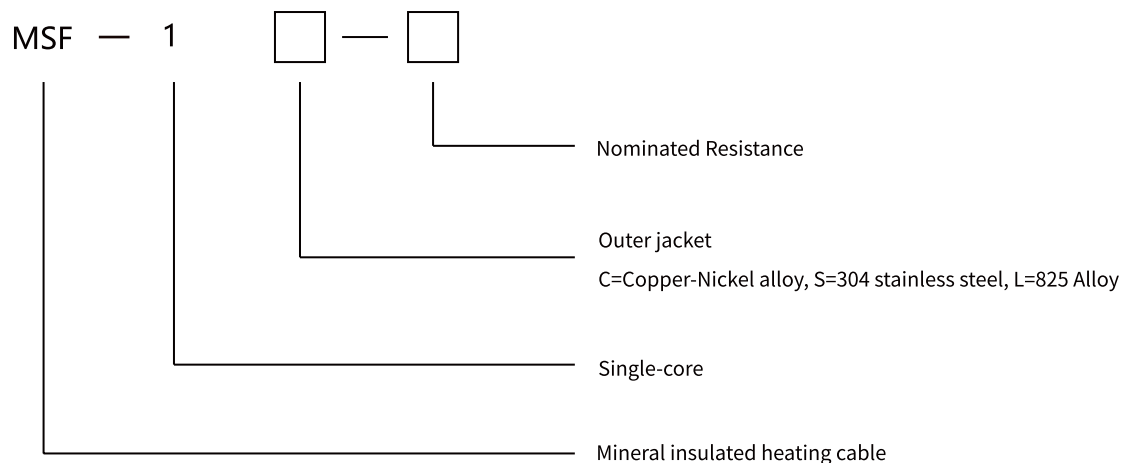 MSF — 1 □ — □
Nominated Resistance
Outer jacket
C=Copper-Nickel alloy, S=304 stainless steel, L=825 Alloy
Single-core
Mineral insulated heating cable